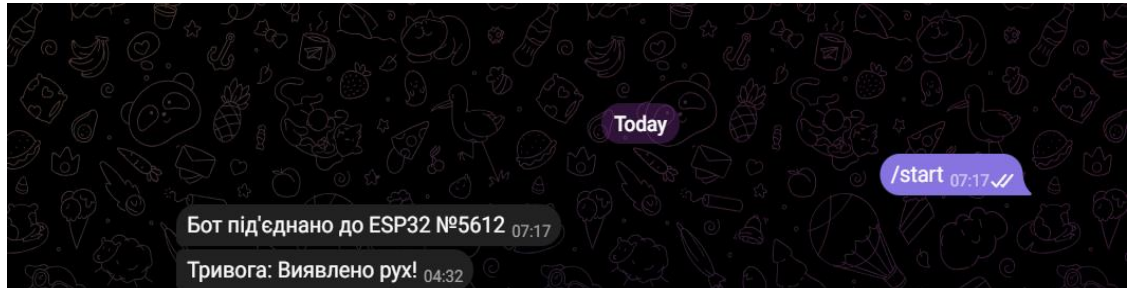 Today
/start 07:17
Бот під'єднано до ESP32 №5612 07:17
Тривога: Виявлено рух! 04:32